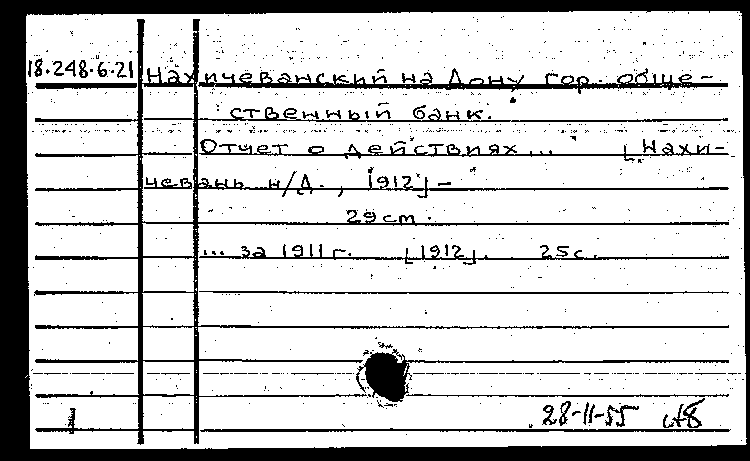 18.248.6.21 Нахичеванский на Дону гор. обще-
ственный банк.
Отчет о действиях... [Нахи-
чевань н/Д., 1912] -
29 cm.
... за 1911 г. [1912]. 25 с.
28-11-55